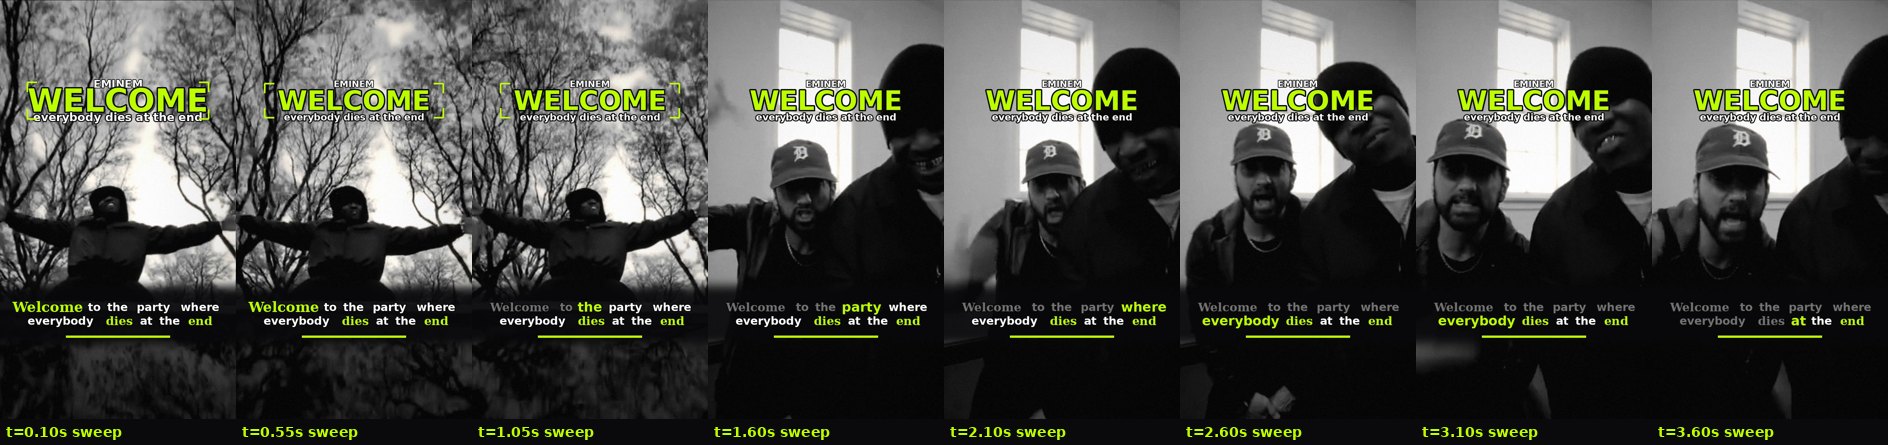 EMINEM
WELCOME
everybody dies at the end
Welcome to the party where
everybody dies at the end
t=0.10s sweep
EMINEM
WELCOME
everybody dies at the end
Welcome to the party where
everybody dies at the end
t=0.55s sweep
EMINEM
WELCOME
everybody dies at the end
Welcome to the party where
everybody dies at the end
t=1.05s sweep
EMINEM
WELCOME
everybody dies at the end
D
Welcome to the party where
everybody dies at the end
t=1.60s sweep
EMINEM
WELCOME
everybody dies at the end
D
Welcome to the party where
everybody dies at the end
t=2.10s sweep
EMINEM
WELCOME
everybody dies at the end
D
Welcome to the party where
everybody dies at the end
t=2.60s sweep
EMINEM
WELCOME
everybody dies at the end
D
Welcome to the party where
everybody dies at the end
t=3.10s sweep
EMINEM
WELCOME
everybody dies at the end
D
Welcome to the party where
everybody dies at the end
t=3.60s sweep